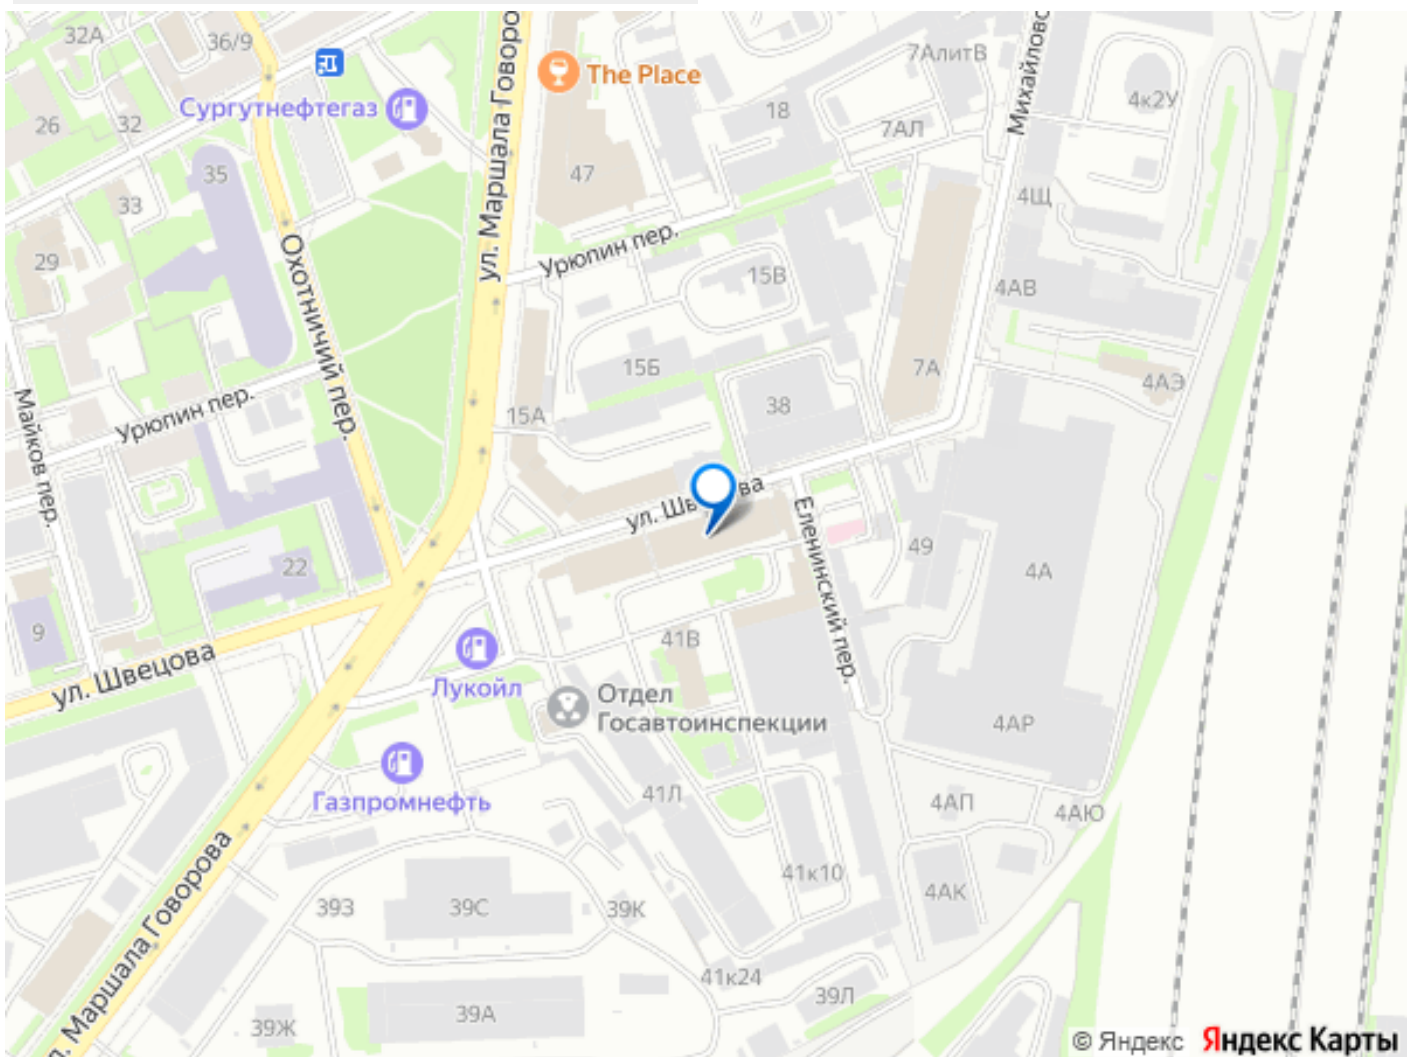 32А
36/9
ул. Маршала Говоро
The Place
7АлитВ
Михайловс
Сургутнефтегаз
4к2У
26
32
18
7АЛ
35
47
33
4Щ
29
Охотничий пер.
Урюпин пер.
15В
4АВ
15Б
7А
4АЭ
Майков пер.
Урюпин пер.
15А
38
ул. Шв
ва
Еленинский пер.
49
4А
22
9
41В
ул. Швецова
Лукойл
Отдел
Госавтоинспекции
4АР
Газпромнефть
41Л
4АП
4АЮ
41к10
4АК
ул. Маршала Говорова
39З
39С
39К
41к24
39Л
39Ж
39А
© Яндекс Яндекс Карты